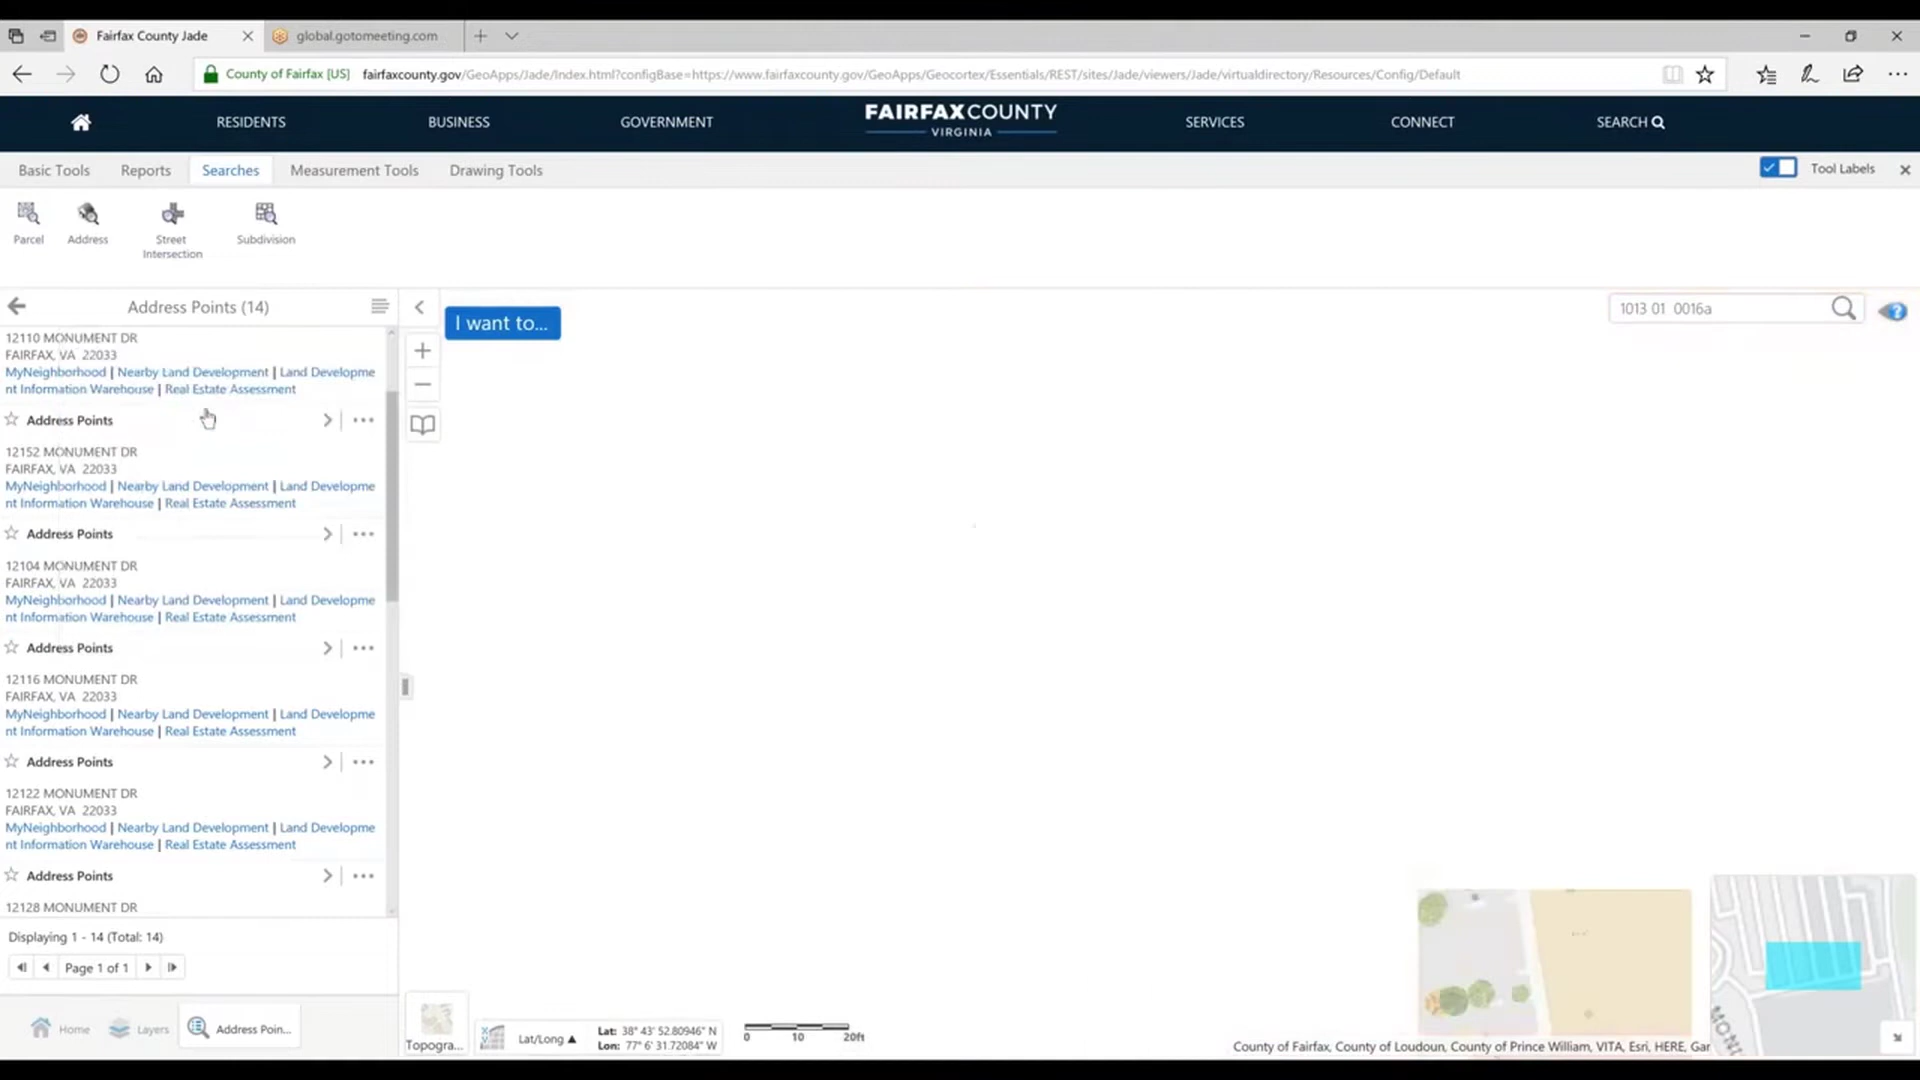 Fairfax County Jade
global.gotomeeting.com
County of Fairfax [US]
fairfaxcounty.gov/GeoApps/Jade/Index.html?configBase=https://www.fairfaxcounty.gov/GeoApps/Geocortex/Essentials/REST/sites/Jade/viewers/Jade/virtualdirectory/Resources/Config/Default
RESIDENTS
BUSINESS
GOVERNMENT
FAIRFAXCOUNTY
VIRGINIA
SERVICES
CONNECT
SEARCH
Basic Tools
Reports
Searches
Measurement Tools
Drawing Tools
Tool Labels
Parcel
Address
Street
Intersection
Subdivision
Address Points (14)
I want to...
1013 01 0016a
12110 MONUMENT DR
FAIRFAX, VA 22033
MyNeighborhood | Nearby Land Development | Land Developme
nt Information Warehouse | Real Estate Assessment
Address Points
12152 MONUMENT DR
FAIRFAX, VA 22033
MyNeighborhood | Nearby Land Development | Land Developme
nt Information Warehouse | Real Estate Assessment
Address Points
12104 MONUMENT DR
FAIRFAX, VA 22033
MyNeighborhood | Nearby Land Development | Land Developme
nt Information Warehouse | Real Estate Assessment
Address Points
12116 MONUMENT DR
FAIRFAX, VA 22033
MyNeighborhood | Nearby Land Development | Land Developme
nt Information Warehouse | Real Estate Assessment
Address Points
12122 MONUMENT DR
FAIRFAX, VA 22033
MyNeighborhood | Nearby Land Development | Land Developme
nt Information Warehouse | Real Estate Assessment
Address Points
12128 MONUMENT DR
Displaying 1 - 14 (Total: 14)
Page 1 of 1
Home
Layers
Address Poin...
Topogra...
Lat/Long
Lat: 38° 43' 52.80946" N
Lon: 77° 6' 31.72084" W
0 10 20ft
County of Fairfax, County of Loudoun, County of Prince William, VITA, Esri, HERE, Gar
MON